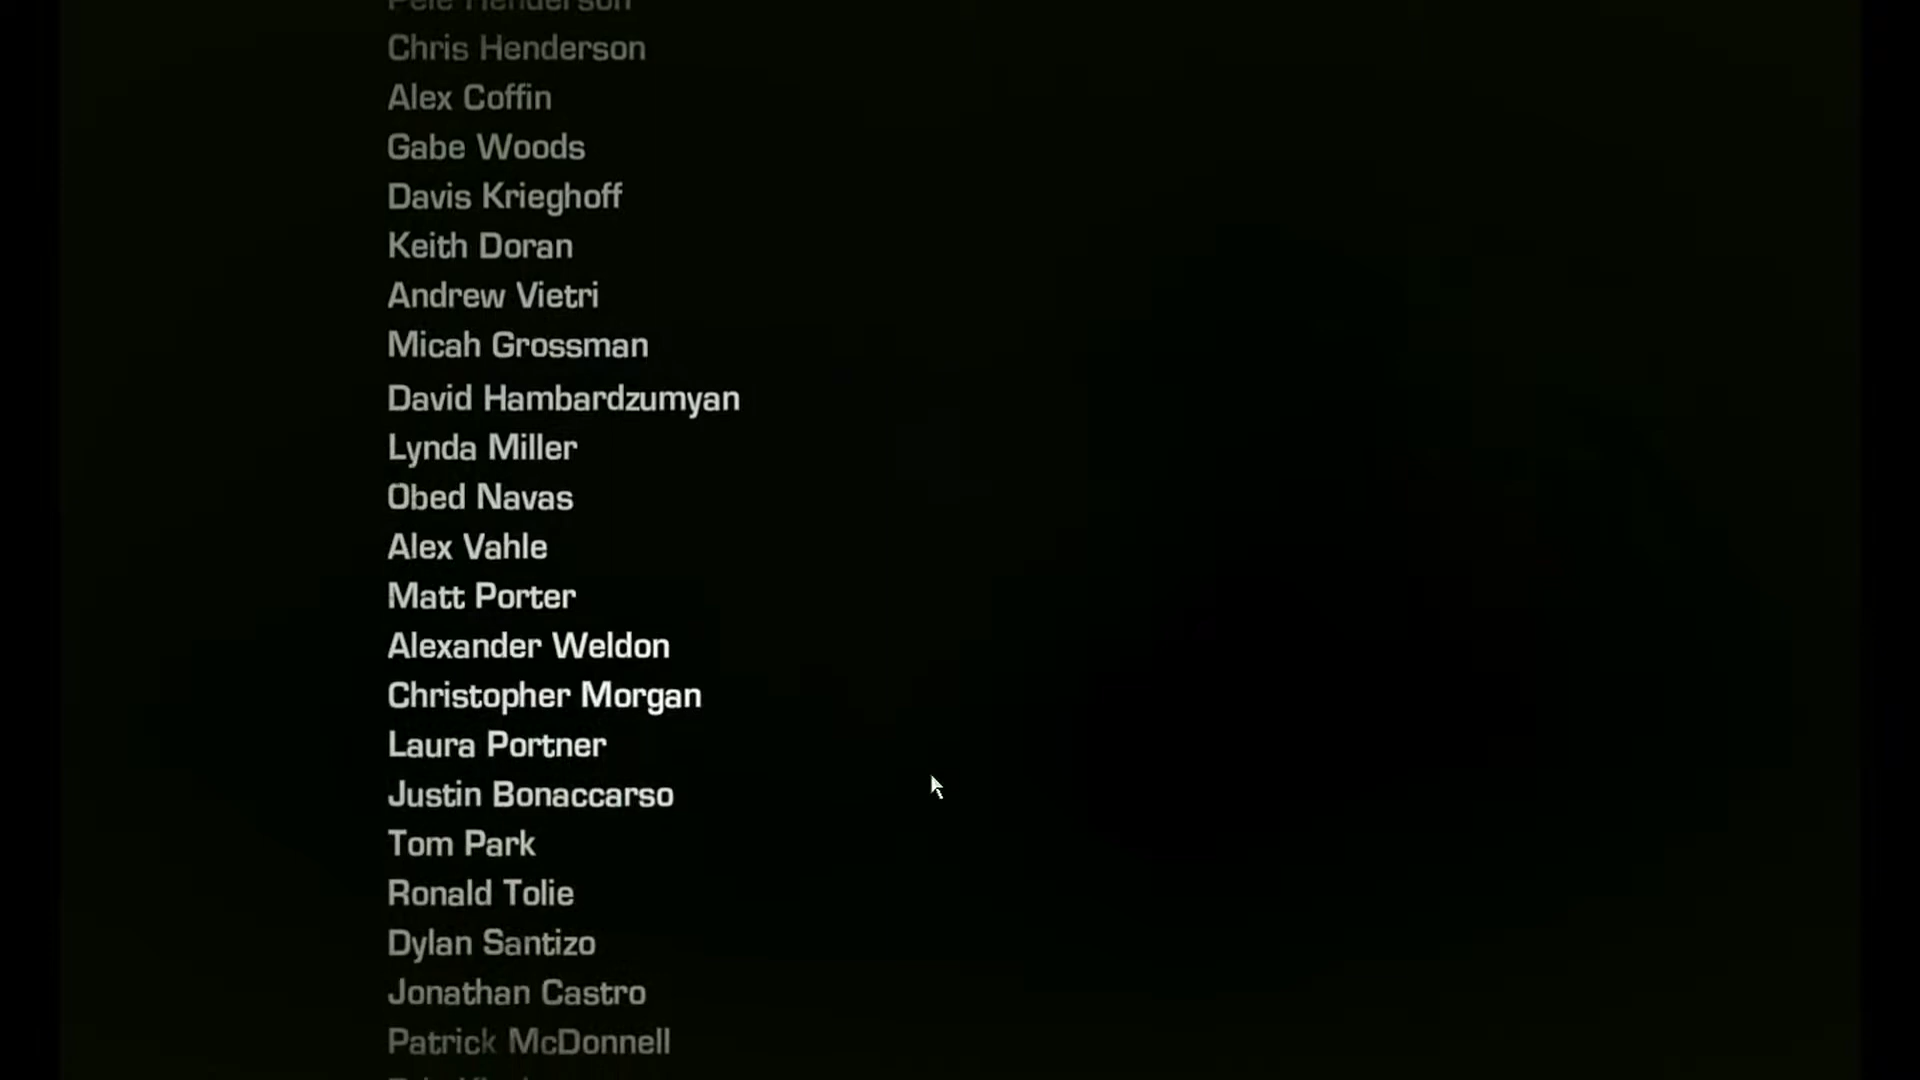 Pete Henderson
Chris Henderson
Alex Coffin
Gabe Woods
Davis Krieghoff
Keith Doran
Andrew Vietri
Micah Grossman
David Hambardzumyan
Lynda Miller
Obed Navas
Alex Vahle
Matt Porter
Alexander Weldon
Christopher Morgan
Laura Portner
Justin Bonaccarso
Tom Park
Ronald Tolie
Dylan Santizo
Jonathan Castro
Patrick McDonnell